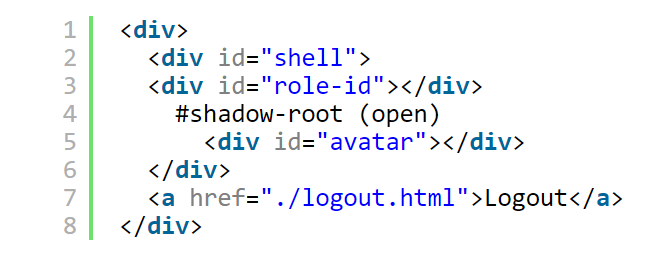 1 <div>
2   <div id="shell">
3   <div id="role-id"></div>
4     #shadow-root (open)
5       <div id="avatar"></div>
6   </div>
7   <a href="./logout.html">Logout</a>
8 </div>